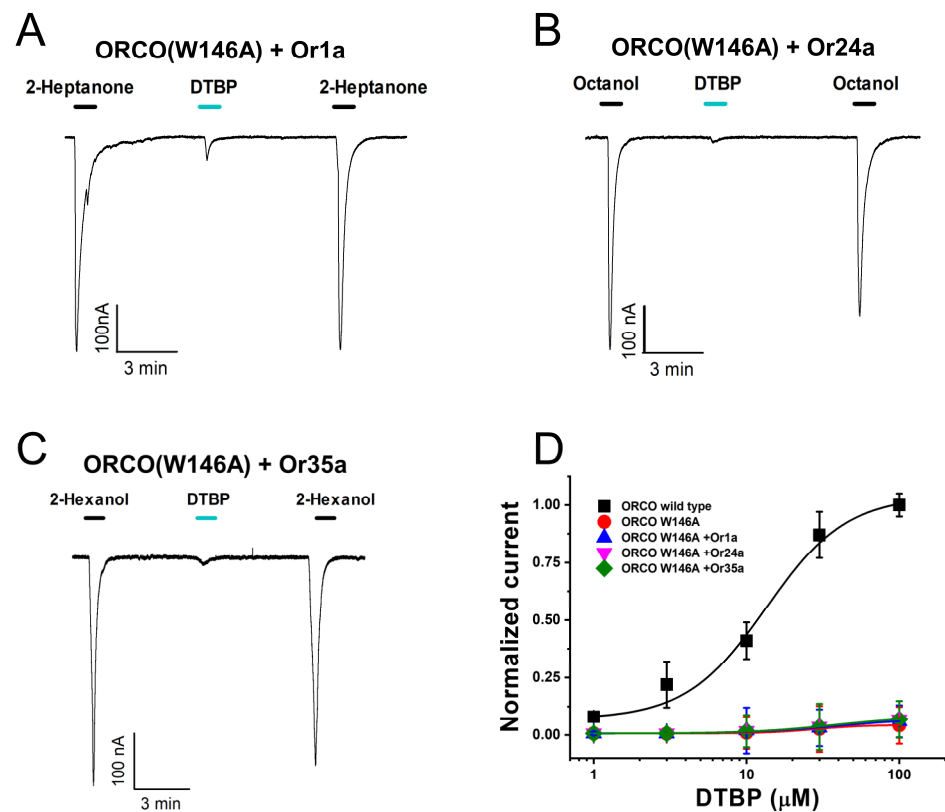 A
ORCO(W146A) + Or1a
2-Heptanone DTBP 2-Heptanone
100nA
3 min
B
ORCO(W146A) + Or24a
Octanol DTBP Octanol
100 nA
3 min
C
ORCO(W146A) + Or35a
2-Hexanol DTBP 2-Hexanol
100 nA
3 min
D
Normalized current
1.00
0.75
0.50
0.25
0.00
ORCO wild type
ORCO W146A
ORCO W146A +Or1a
ORCO W146A +Or24a
ORCO W146A +Or35a
1 10 100
DTBP (μM)